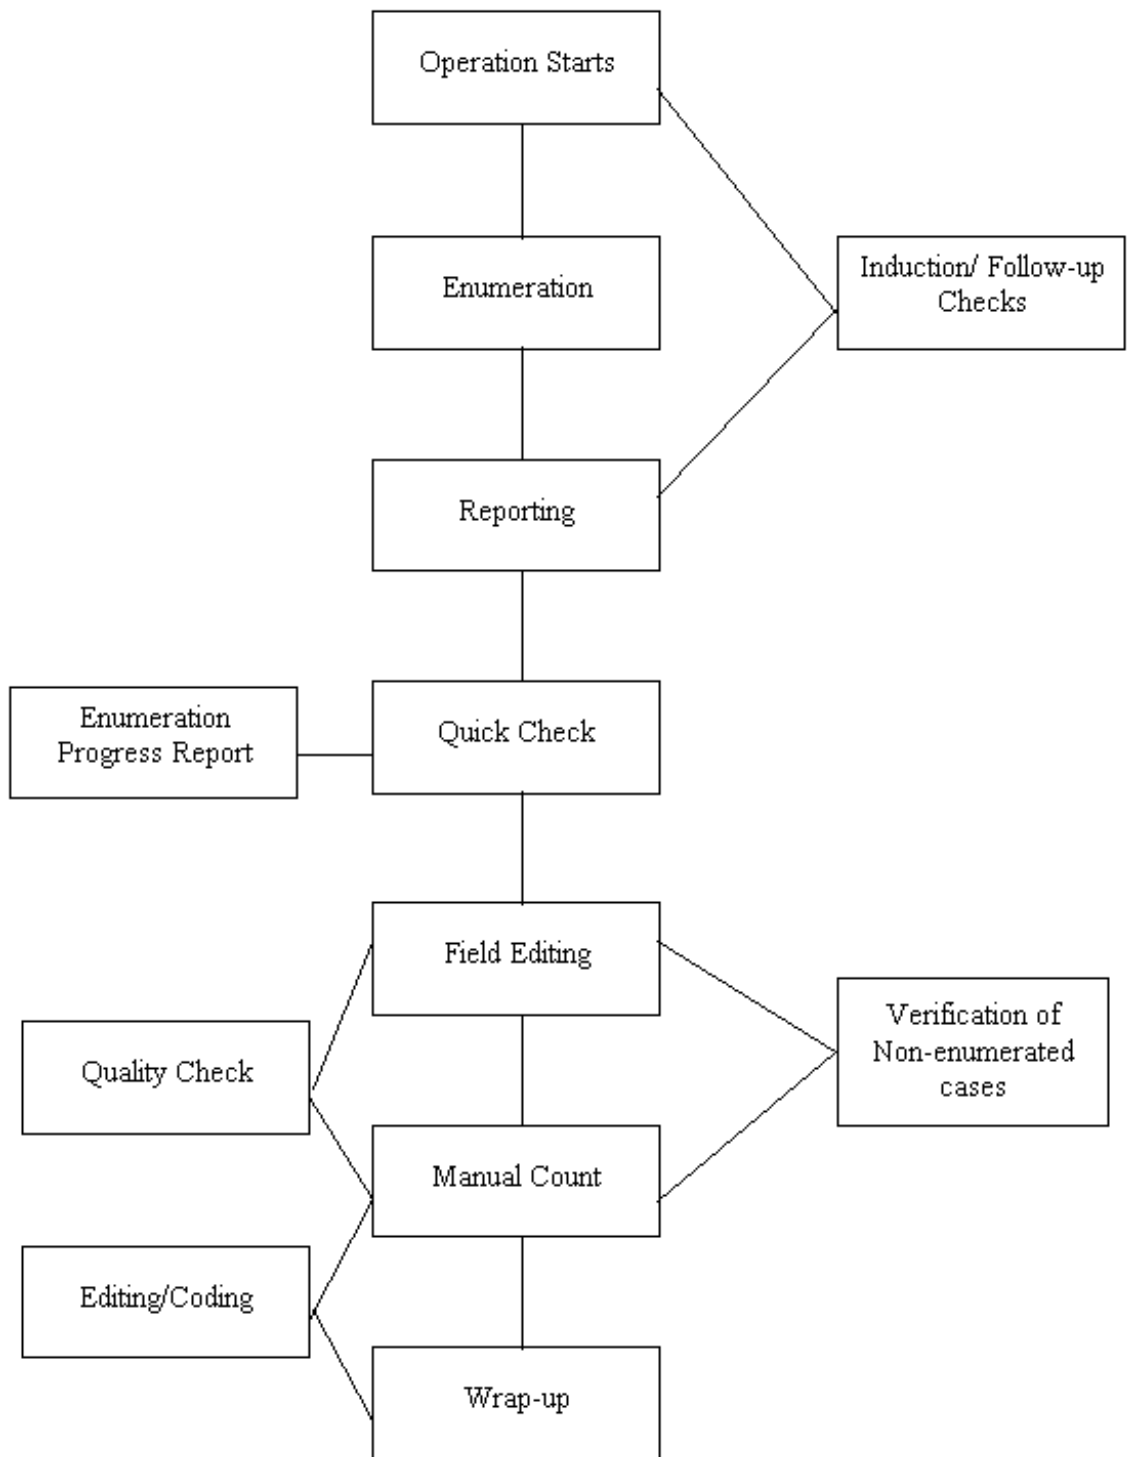 Operation Starts
Enumeration
Induction/ Follow-up
Checks
Reporting
Enumeration
Progress Report
Quick Check
Field Editing
Verification of
Non-enumerated
cases
Quality Check
Manual Count
Editing/Coding
Wrap-up